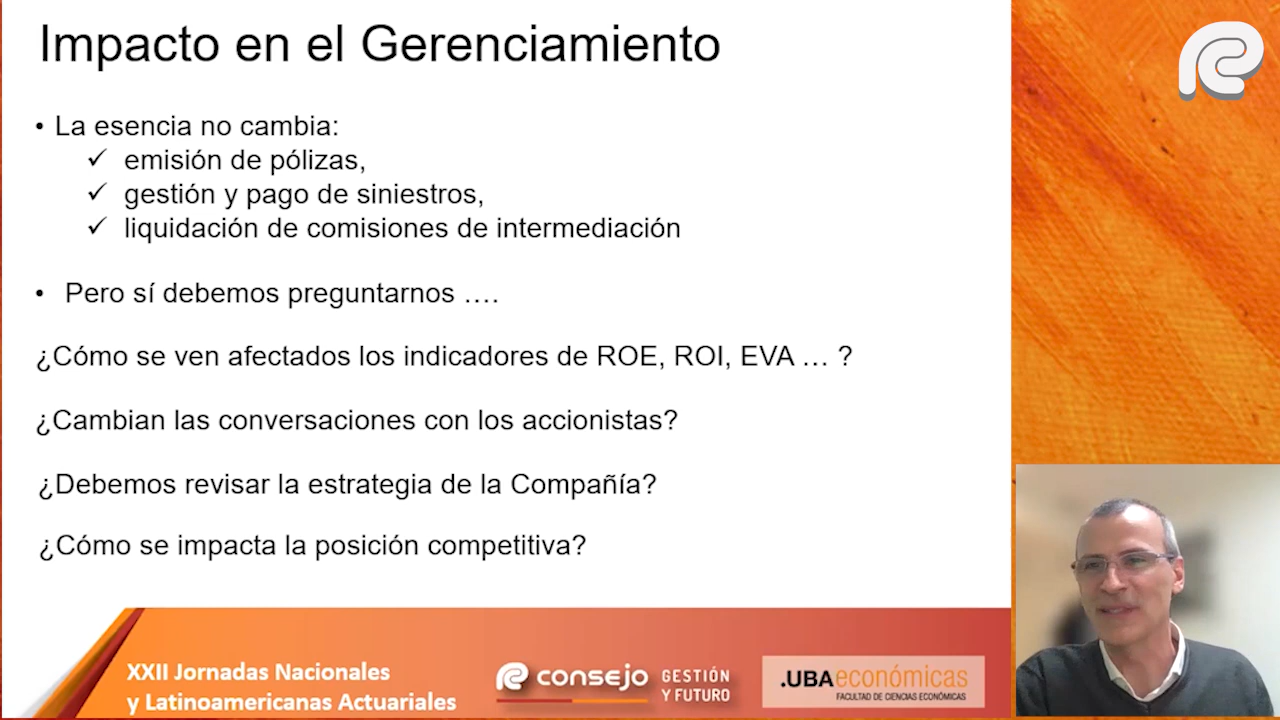 Impacto en el Gerenciamiento
• La esencia no cambia:
✓ emisión de pólizas,
✓ gestión y pago de siniestros,
✓ liquidación de comisiones de intermediación
• Pero sí debemos preguntarnos ….
¿Cómo se ven afectados los indicadores de ROE, ROI, EVA … ?
¿Cambian las conversaciones con los accionistas?
¿Debemos revisar la estrategia de la Compañía?
¿Cómo se impacta la posición competitiva?
XXII Jornadas Nacionales
y Latinoamericanas Actuariales
consejo
GESTIÓN
Y FUTURO
.UBAeconómicas
FACULTAD DE CIENCIAS ECONÓMICAS